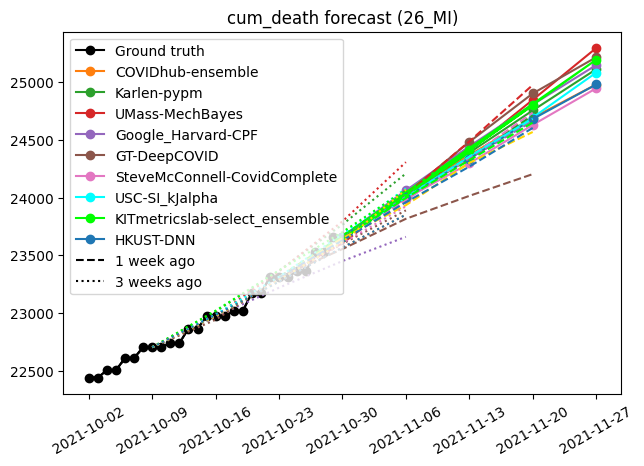 cum_death forecast (26_MI)
Ground truth
COVIDhub-ensemble
Karlen-pypm
UMass-MechBayes
Google_Harvard-CPF
GT-DeepCOVID
SteveMcConnell-CovidComplete
USC-SI_kJalpha
KITmetricslab-select_ensemble
HKUST-DNN
1 week ago
3 weeks ago
25000
24500
24000
23500
23000
22500
2021-10-02
2021-10-09
2021-10-16
2021-10-23
2021-10-30
2021-11-06
2021-11-13
2021-11-20
2021-11-27